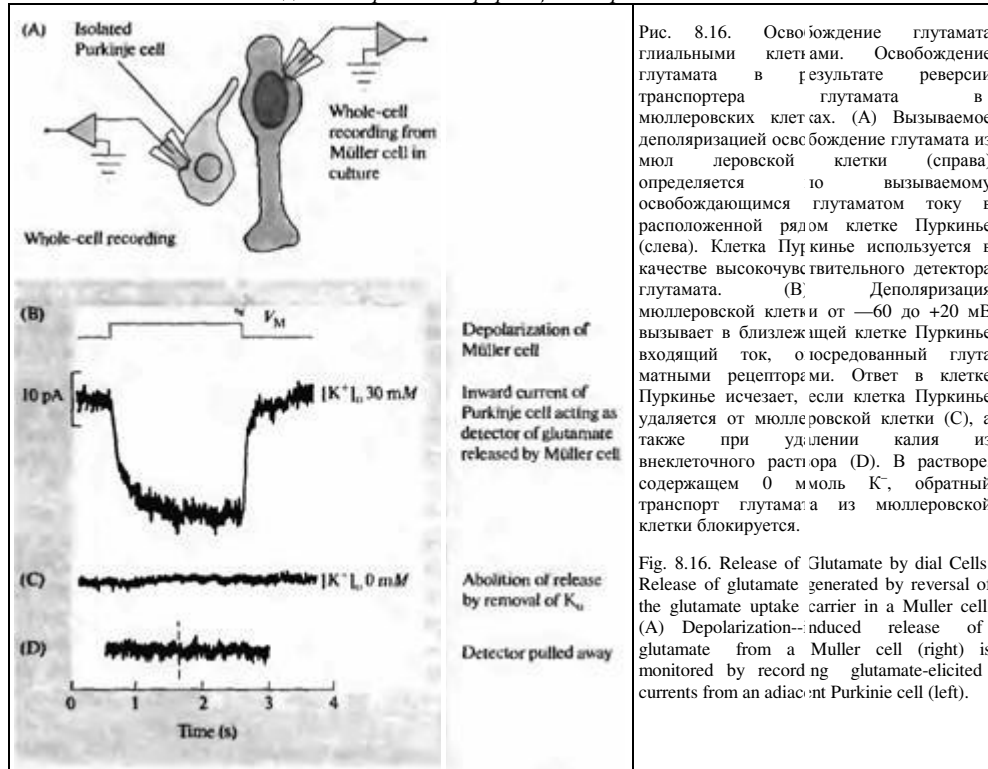 (A)
Isolated
Purkinje cell
Whole-cell
recording from
Müller cell in
culture
Whole-cell recording
(B)
V_M
Depolarization of
Müller cell
10 pA
[K⁺]ₒ 30 mM
Inward current of
Purkinje cell acting as
detector of glutamate
released by Müller cell
(C)
[K⁺]ₒ 0 mM
Abolition of release
by removal of Kₒ
(D)
Detector pulled away
0 1 2 3 4
Time (s)
Рис. 8.16. Освобождение глутамата
глиальными клетками. Освобождение
глутамата в результате реверсии
транспортера глутамата в
мюллеровских клетках. (А) Вызываемое
деполяризацией освобождение глутамата из
мюл леровской клетки (справа)
определяется по вызываемому
освобождающимся глутаматом току в
расположенной рядом клетке Пуркинье
(слева). Клетка Пуркинье используется в
качестве высокочувствительного детектора
глутамата. (В) Деполяризация
мюллеровской клетки от —60 до +20 мВ
вызывает в близлежащей клетке Пуркинье
входящий ток, опосредованный глута
матными рецепторами. Ответ в клетке
Пуркинье исчезает, если клетка Пуркинье
удаляется от мюллеровской клетки (С), а
также при удалении калия из
внеклеточного раствора (D). В растворе
содержащем 0 ммоль К⁻, обратный
транспорт глутамата из мюллеровской
клетки блокируется.
Fig. 8.16. Release of Glutamate by dial Cells
Release of glutamate generated by reversal of
the glutamate uptake carrier in a Muller cell
(A) Depolarization--induced release of
glutamate from a Muller cell (right) is
monitored by recording glutamate-elicited
currents from an adiacent Purkinie cell (left).